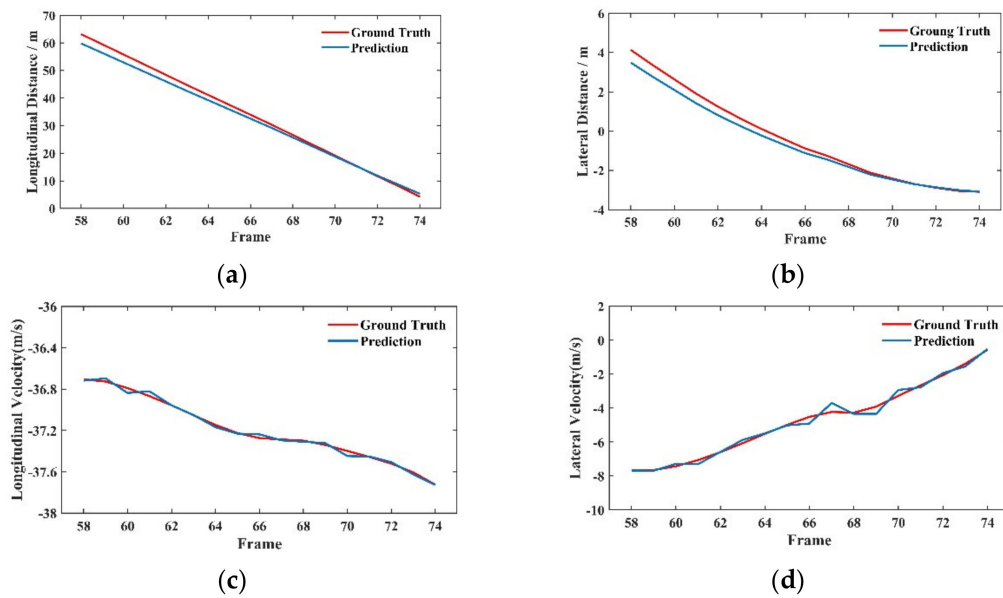 70
60
50
40
30
20
10
0
Longitudinal Distance / m
Ground Truth
Prediction
58 60 62 64 66 68 70 72 74
Frame
(a)
6
4
2
0
-2
-4
Lateral Distance / m
Groung Truth
Prediction
58 60 62 64 66 68 70 72 74
Frame
(b)
-36
-36.4
-36.8
-37.2
-37.6
-38
Longitudinal Velocity(m/s)
Ground Truth
Prediction
58 60 62 64 66 68 70 72 74
Frame
(c)
2
0
-2
-4
-6
-8
-10
Lateral Velocity(m/s)
Ground Truth
Prediction
58 60 62 64 66 68 70 72 74
Frame
(d)